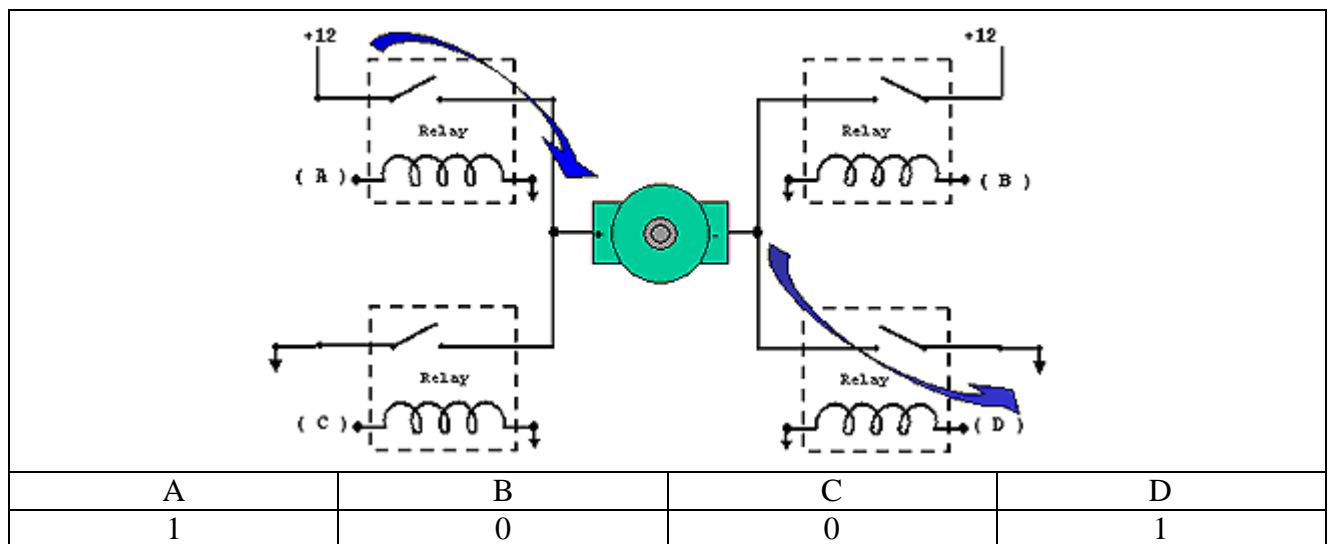 +12 +12
Relay Relay
( A ) ( B )
+ -
Relay Relay
( C ) ( D )
A B C D
1 0 0 1